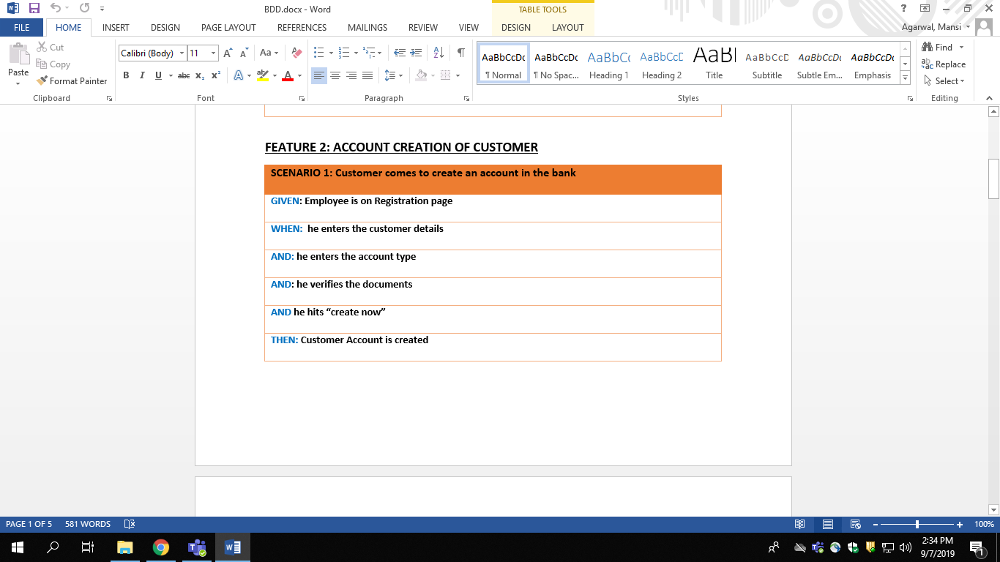 BDD.docx - Word
TABLE TOOLS
?
FILE
HOME
INSERT
DESIGN
PAGE LAYOUT
REFERENCES
MAILINGS
REVIEW
VIEW
DESIGN
LAYOUT
Agarwal, Mansi
Paste
Cut
Copy
Format Painter
Clipboard
Calibri (Body)
11
Aa
B I U abc x₂ x²
Font
Paragraph
AaBbCcDc
¶ Normal
AaBbCcDc
¶ No Spac...
AaBbCc
Heading 1
AaBbCcD
Heading 2
AaBl
Title
AaBbCcD
Subtitle
AaBbCcDc
Subtle Em...
AaBbCcDc
Emphasis
Styles
Find
Replace
Select
Editing
FEATURE 2: ACCOUNT CREATION OF CUSTOMER
SCENARIO 1: Customer comes to create an account in the bank
GIVEN: Employee is on Registration page
WHEN:  he enters the customer details
AND: he enters the account type
AND: he verifies the documents
AND he hits “create now”
THEN: Customer Account is created
PAGE 1 OF 5
581 WORDS
100%
2:34 PM
9/7/2019
1